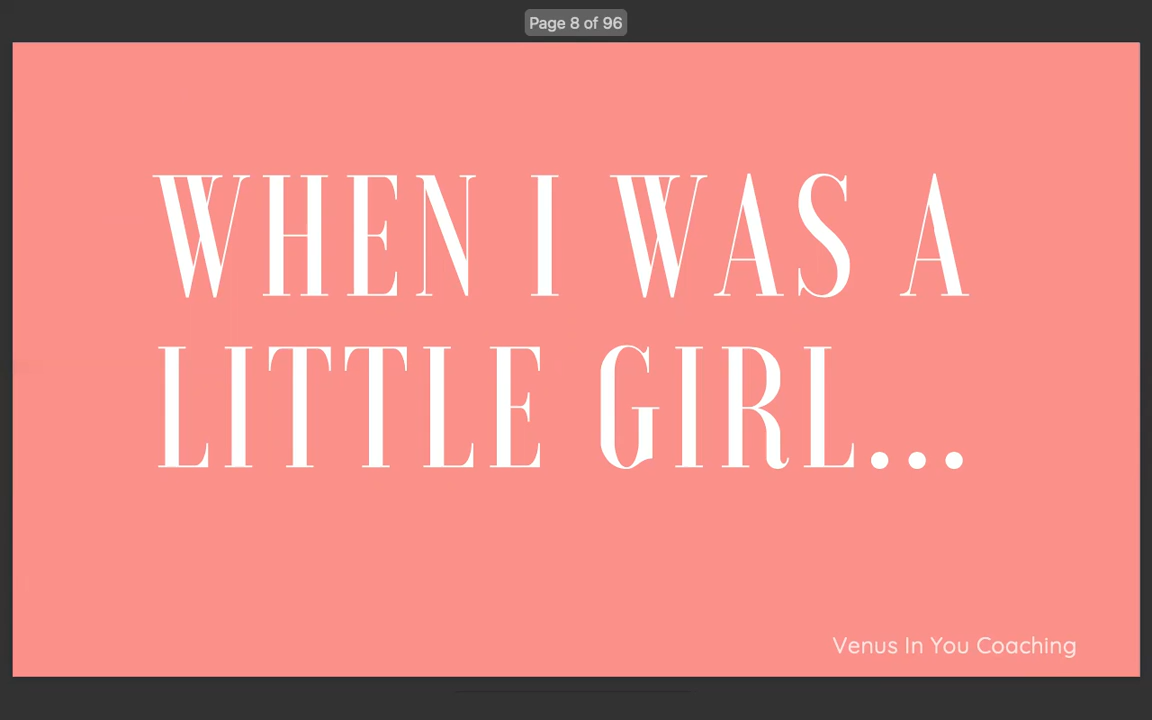 Page 8 of 96
WHEN I WAS A
LITTLE GIRL...
Venus In You Coaching